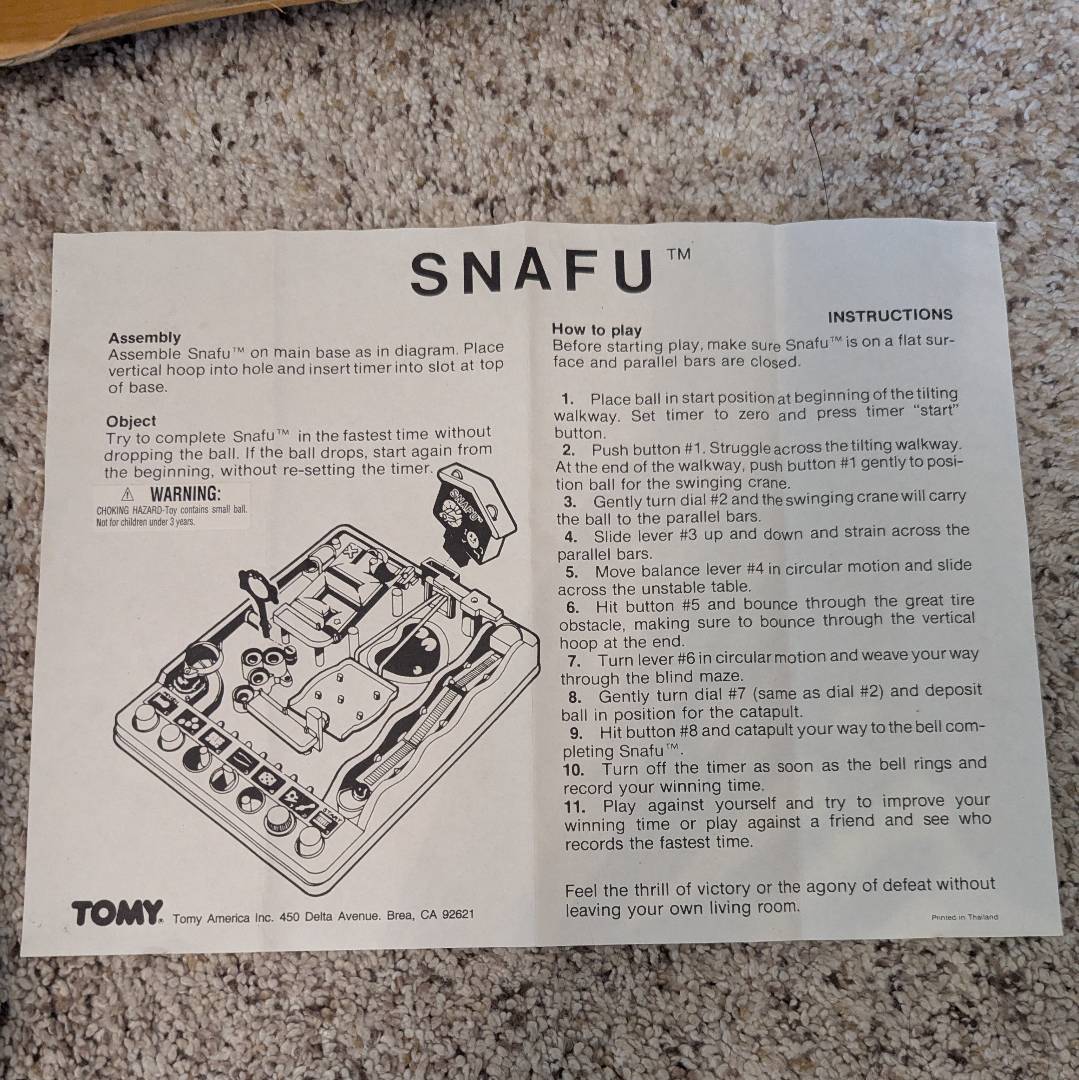 SNAFU™
Assembly
Assemble Snafu™ on main base as in diagram. Place
vertical hoop into hole and insert timer into slot at top
of base.
Object
Try to complete Snafu™ in the fastest time without
dropping the ball. If the ball drops, start again from
the beginning, without re-setting the timer.
⚠ WARNING:
CHOKING HAZARD-Toy contains small ball.
Not for children under 3 years.
SNAFU™
START
TOMY® Tomy America Inc. 450 Delta Avenue. Brea, CA 92621
INSTRUCTIONS
How to play
Before starting play, make sure Snafu™ is on a flat sur-
face and parallel bars are closed.
1. Place ball in start position at beginning of the tilting
walkway. Set timer to zero and press timer “start”
button.
2. Push button #1. Struggle across the tilting walkway.
At the end of the walkway, push button #1 gently to posi-
tion ball for the swinging crane.
3. Gently turn dial #2 and the swinging crane will carry
the ball to the parallel bars.
4. Slide lever #3 up and down and strain across the
parallel bars.
5. Move balance lever #4 in circular motion and slide
across the unstable table.
6. Hit button #5 and bounce through the great tire
obstacle, making sure to bounce through the vertical
hoop at the end.
7. Turn lever #6 in circular motion and weave your way
through the blind maze.
8. Gently turn dial #7 (same as dial #2) and deposit
ball in position for the catapult.
9. Hit button #8 and catapult your way to the bell com-
pleting Snafu™.
10. Turn off the timer as soon as the bell rings and
record your winning time.
11. Play against yourself and try to improve your
winning time or play against a friend and see who
records the fastest time.
Feel the thrill of victory or the agony of defeat without
leaving your own living room.
Printed in Thailand